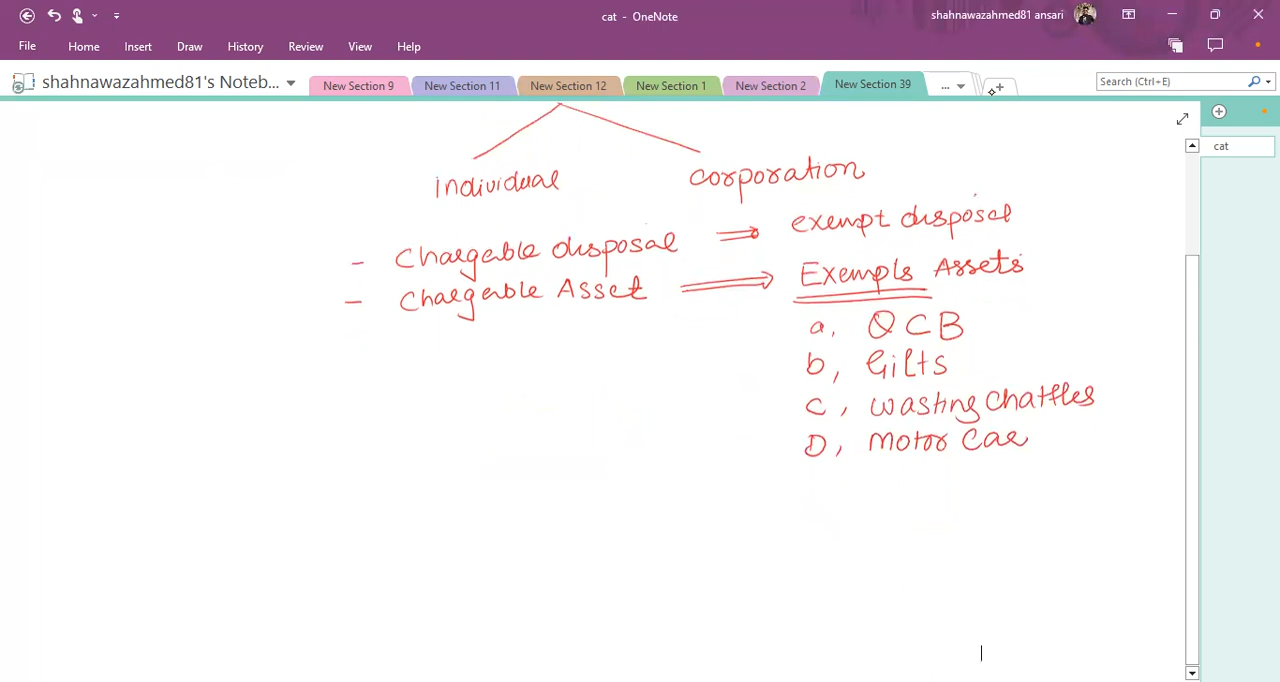 cat - OneNote
shahnawazahmed81 ansari
File Home Insert Draw History Review View Help
shahnawazahmed81's Noteb...
New Section 9 New Section 11 New Section 12 New Section 1 New Section 2 New Section 39 ...
Search (Ctrl+E)
cat
individual corporation
- Chargeable disposal ⇒ exempt disposal
- Chargeable Asset ⇒ Exempls Assets
a, QCB
b, Gilts
C, wasting Chattles
D, Motor Car